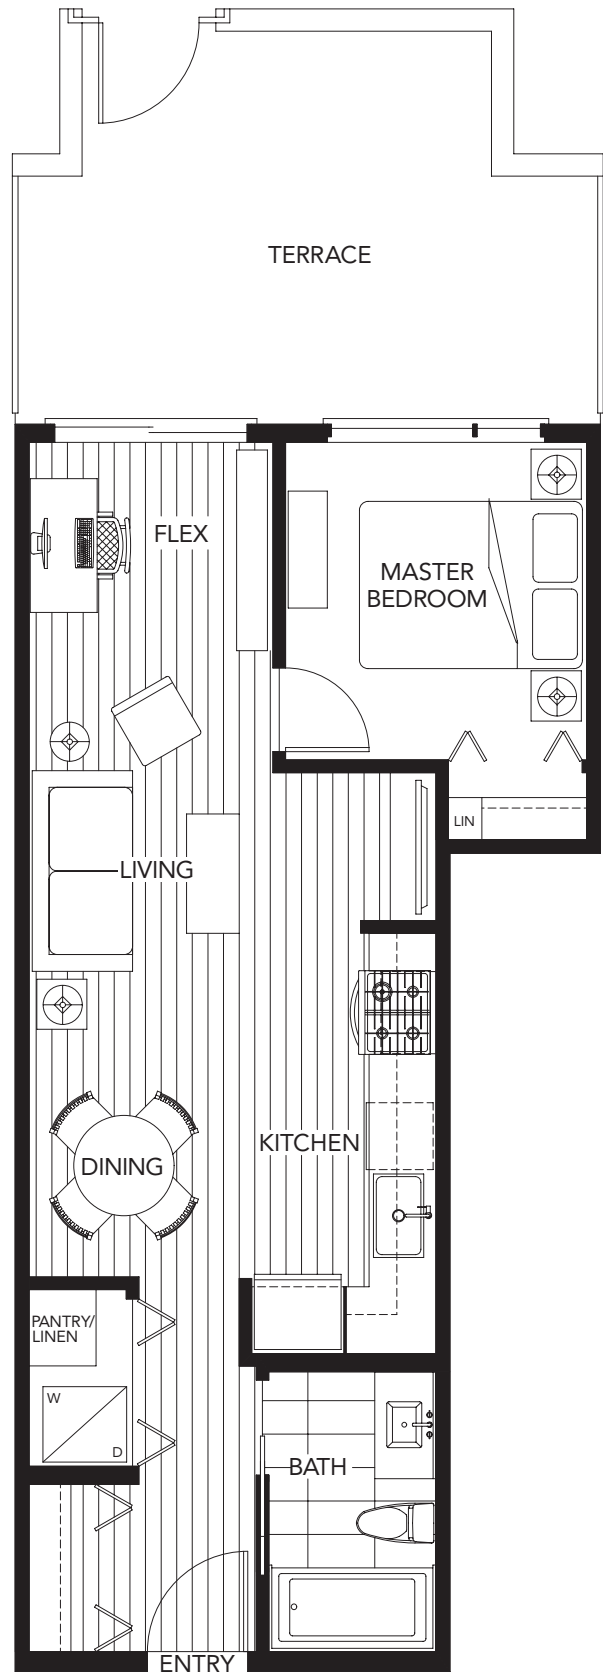 TERRACE
FLEX
MASTER
BEDROOM
LIN
LIVING
KITCHEN
DINING
PANTRY/
LINEN
W
D
BATH
ENTRY